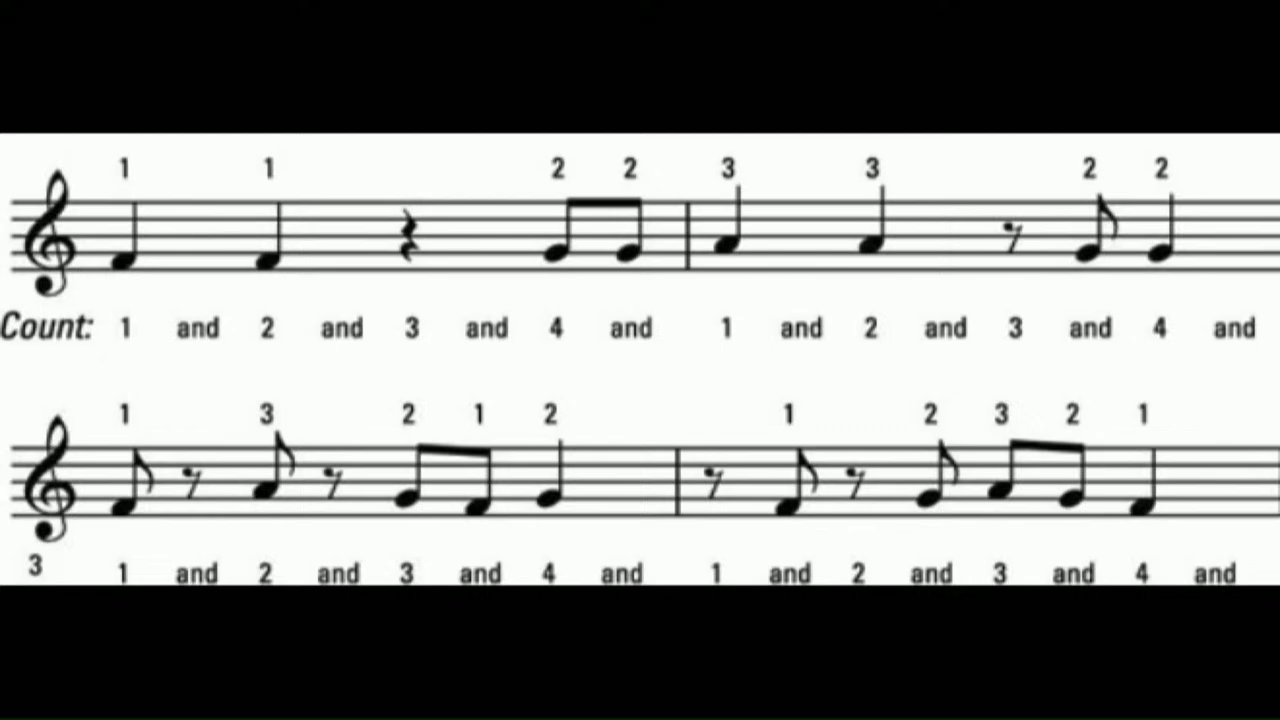 1 1 2 2 3 3 2 2
Count: 1 and 2 and 3 and 4 and 1 and 2 and 3 and 4 and
1 3 2 1 2 1 2 3 2 1
3 1 and 2 and 3 and 4 and 1 and 2 and 3 and 4 and